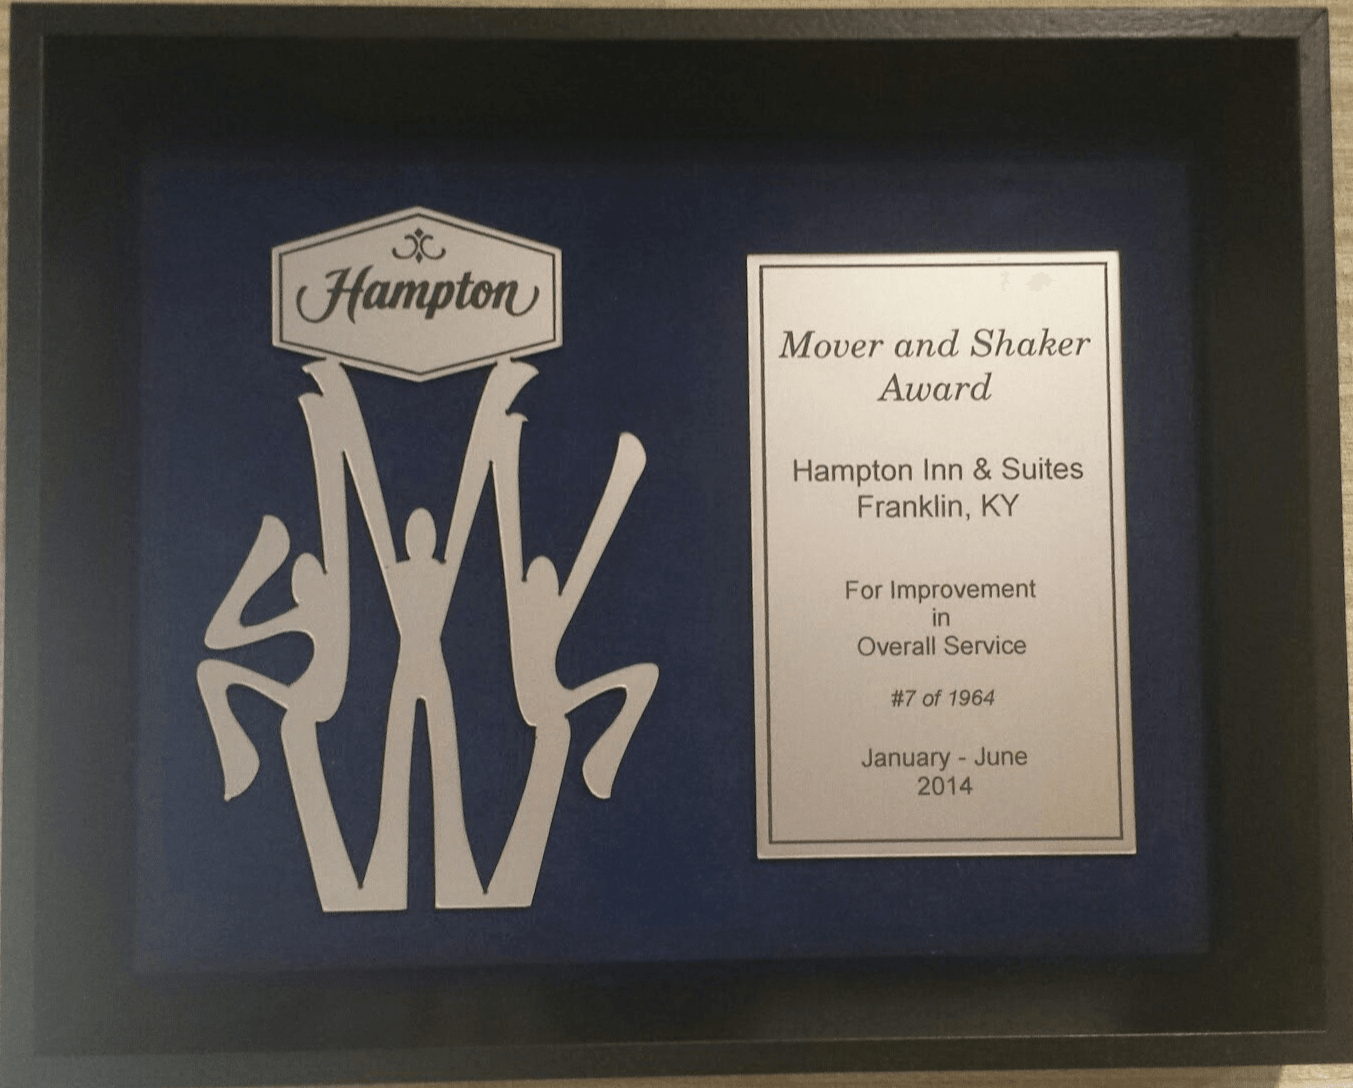 Hampton
Mover and Shaker
Award
Hampton Inn & Suites
Franklin, KY
For Improvement
in
Overall Service
#7 of 1964
January - June
2014